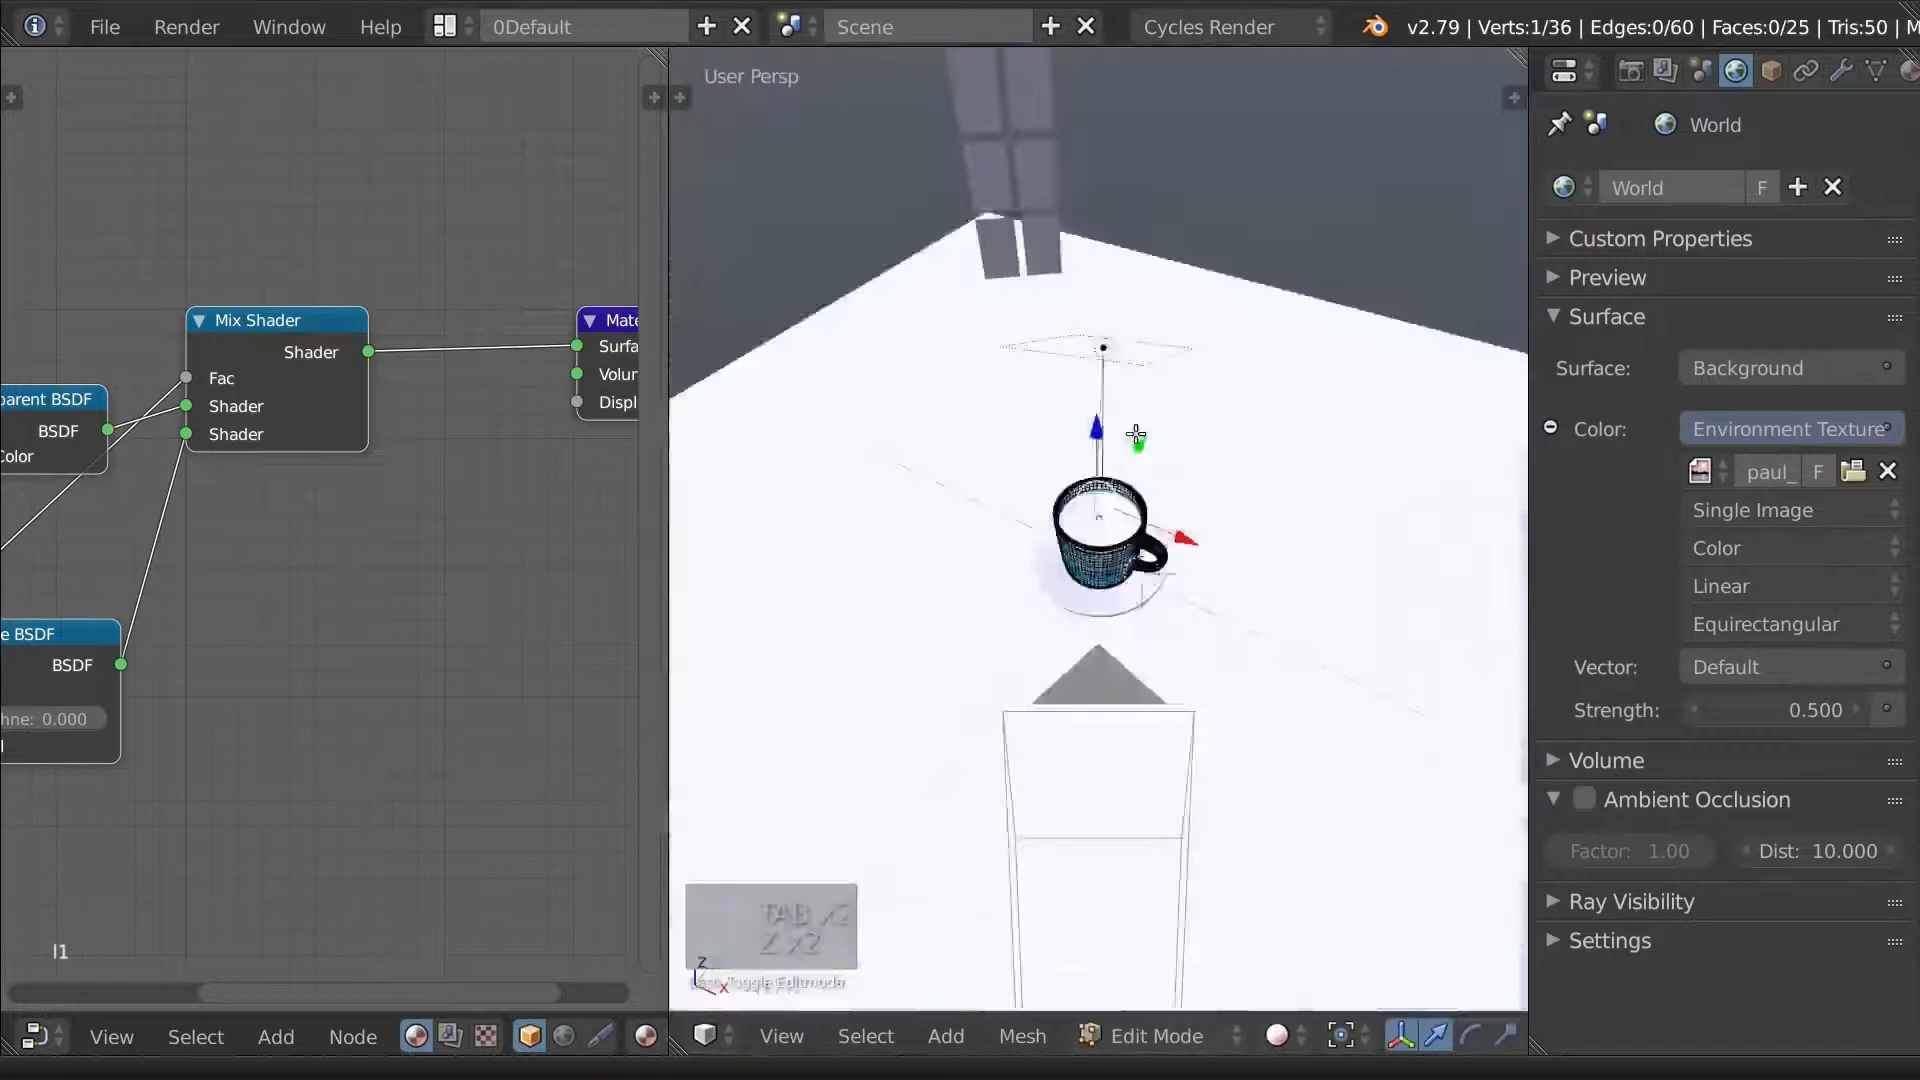 File Render Window Help 0Default Scene Cycles Render v2.79 | Verts:1/36 | Edges:0/60 | Faces:0/25 | Tris:50 | M
User Persp
World
World F
Custom Properties
Preview
Surface
Surface: Background
Color: Environment Texture
paul_ F
Single Image
Color
Linear
Equirectangular
Vector: Default
Strength: 0.500
Volume
Ambient Occlusion
Factor: 1.00 Dist: 10.000
Ray Visibility
Settings
Mix Shader
Shader
Fac
Shader
Shader
Mate
Surfa
Volur
Displ
parent BSDF
BSDF
Color
e BSDF
BSDF
hne: 0.000
l
l1
TAB x2
Z x2
Z
X
Toggle Editmode
View Select Add Node
View Select Add Mesh Edit Mode